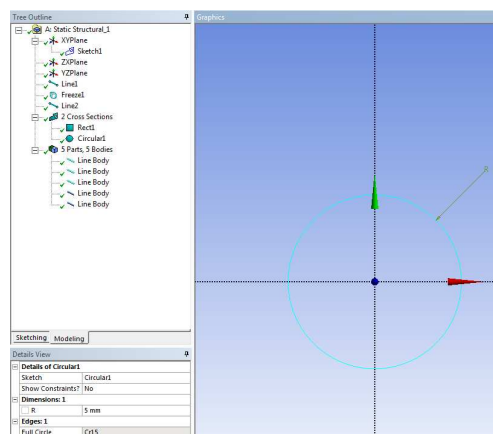 Tree Outline
A: Static Structural_1
XYPlane
Sketch1
ZXPlane
YZPlane
Line1
Freeze1
Line2
2 Cross Sections
Rect1
Circular1
5 Parts, 5 Bodies
Line Body
Line Body
Line Body
Line Body
Line Body
Sketching Modeling
Details View
Details of Circular1
Sketch Circular1
Show Constraints? No
Dimensions: 1
R 5 mm
Edges: 1
Full Circle Cr15
Graphics
R